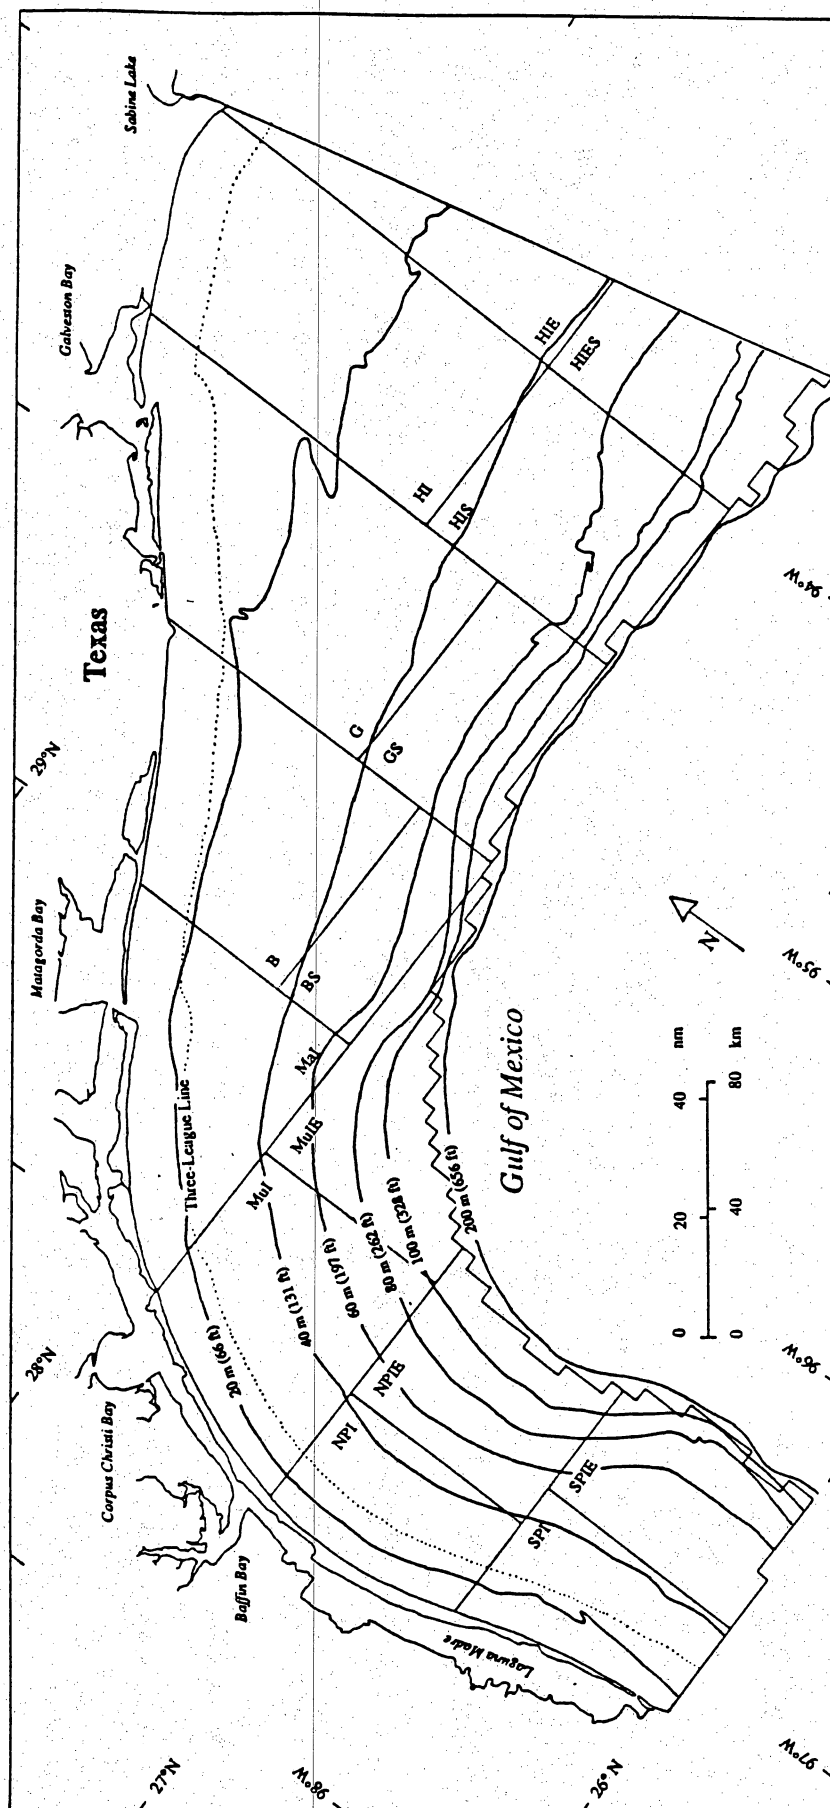 Sabine Lake
Galveston Bay
Texas
29°N
Matagorda Bay
28°N
Corpus Christi Bay
Baffin Bay
Laguna Madre
27°N
98°W
26° N
97°W
96°W
95°W
94°W
HIE
HIES
HI
HIS
G
GS
B
BS
MaI
MuIE
MuI
Three-League Line
20 m (66 ft)
40 m (131 ft)
60 m (197 ft)
80 m (262 ft)
100 m (328 ft)
200 m (656 ft)
NPI
NPIE
SPI
SPIE
Gulf of Mexico
N
0 20 40 nm
0 40 80 km